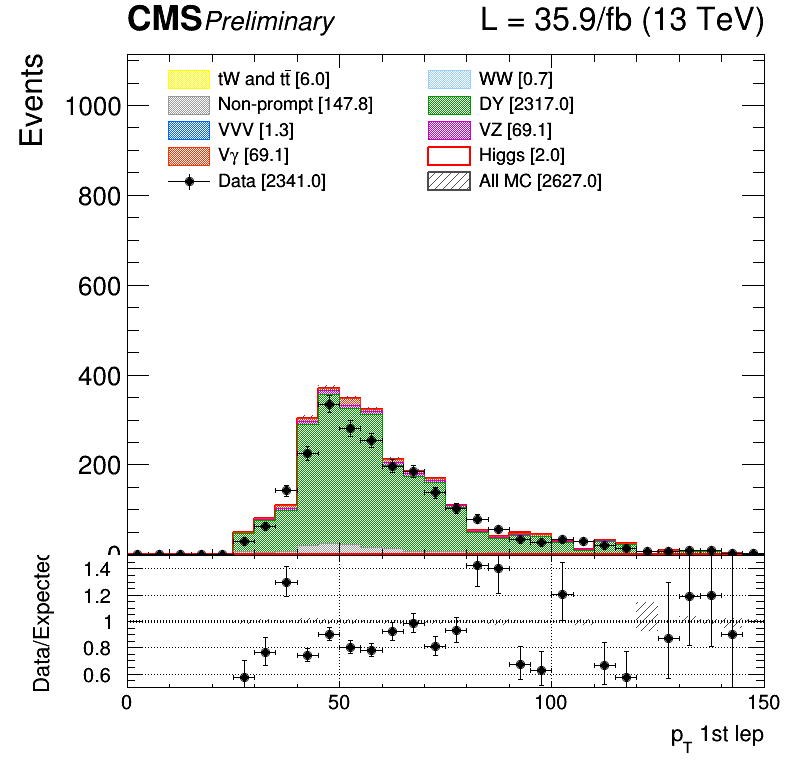 CMS Preliminary L = 35.9/fb (13 TeV)
Events
1000
800
600
400
200
0
tW and tt̄ [6.0]
Non-prompt [147.8]
VVV [1.3]
Vγ [69.1]
Data [2341.0]
WW [0.7]
DY [2317.0]
VZ [69.1]
Higgs [2.0]
All MC [2627.0]
Data/Expected
1.4
1.2
1
0.8
0.6
0 50 100 150
p_T 1st lep